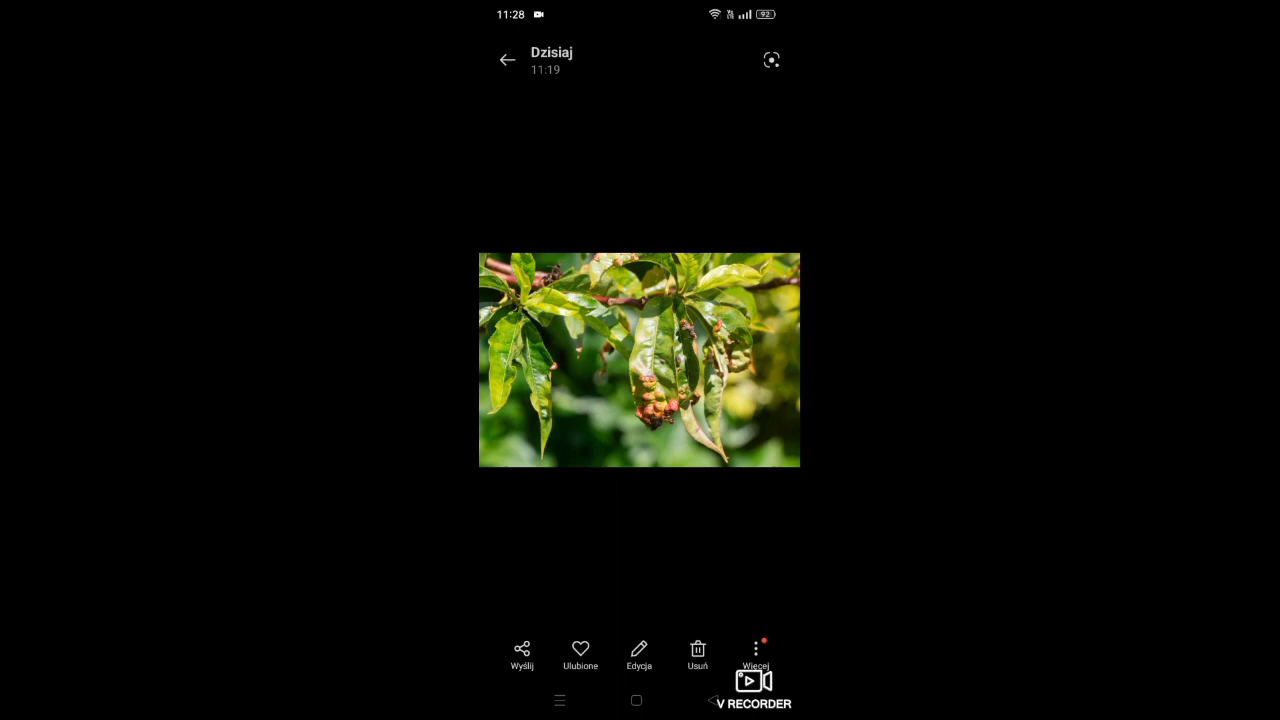 11:28
92
Dzisiaj
11:19
Wyślij
Ulubione
Edycja
Usuń
Więcej
V RECORDER